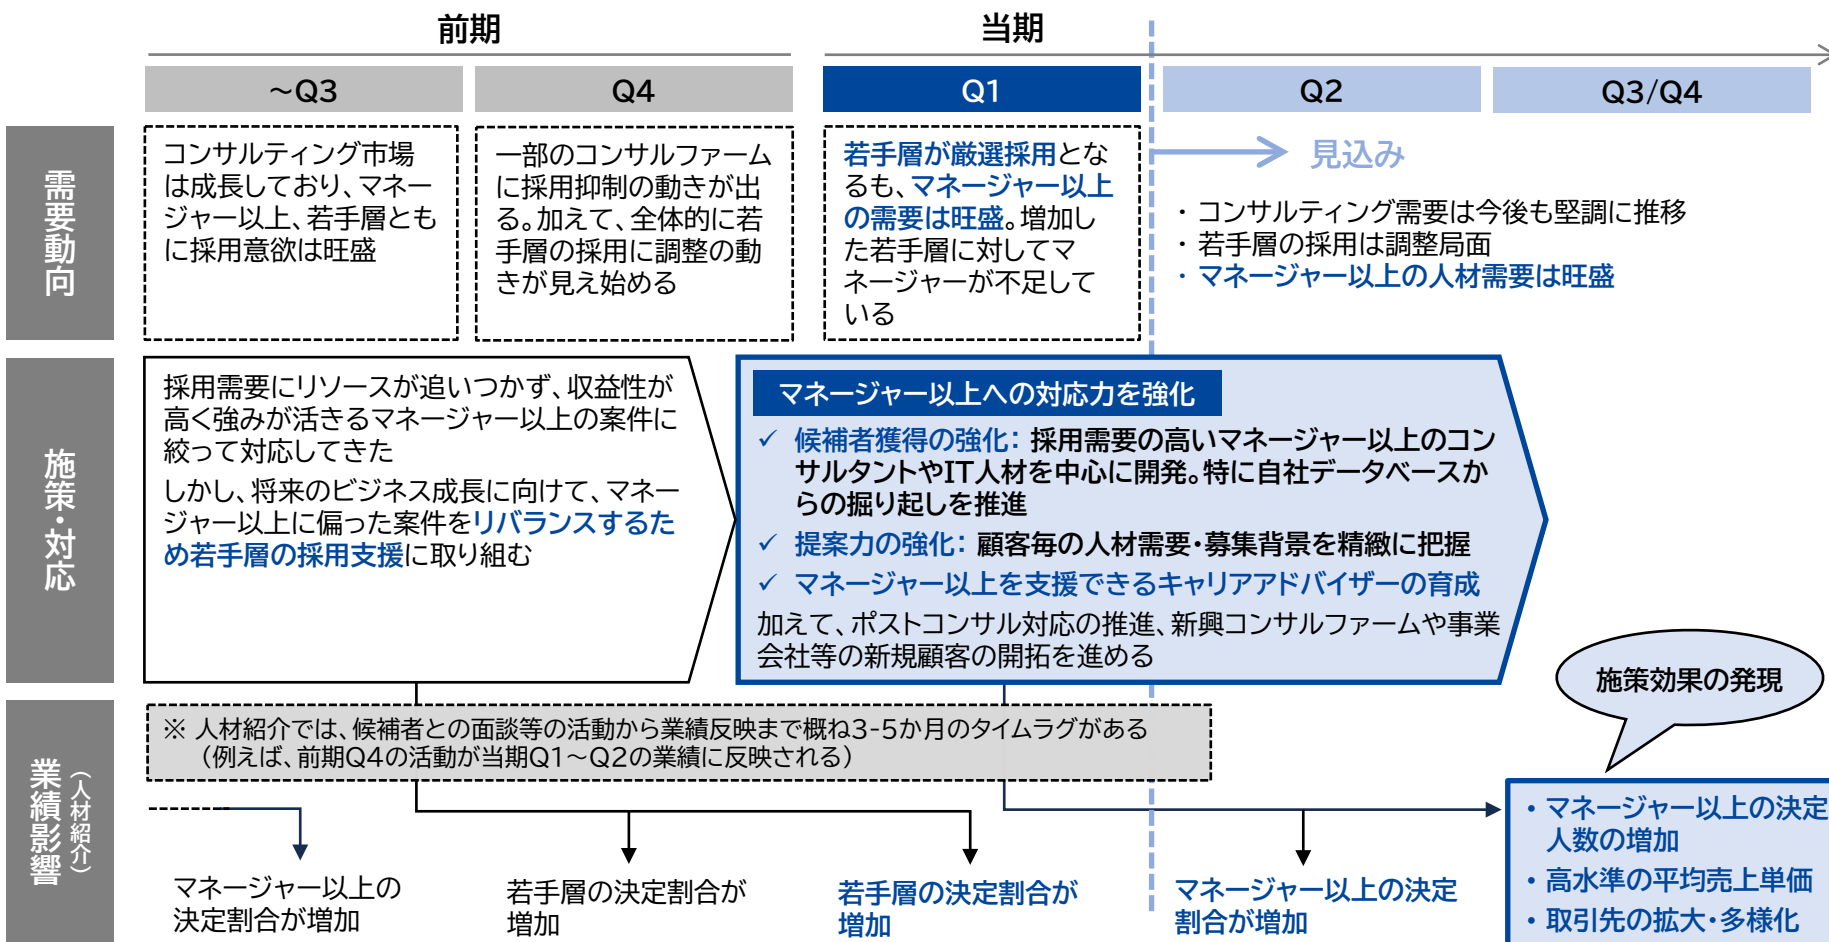 前期
当期
～Q3
Q4
Q1
Q2
Q3/Q4
需要動向
コンサルティング市場
は成長しており、マネー
ジャー以上、若手層とも
に採用意欲は旺盛
一部のコンサルファーム
に採用抑制の動きが出
る。加えて、全体的に若
手層の採用に調整の動
きが見え始める
若手層が厳選採用とな
るも、マネージャー以上
の需要は旺盛。増加し
た若手層に対してマ
ネージャーが不足して
いる
見込み
・コンサルティング需要は今後も堅調に推移
・若手層の採用は調整局面
・マネージャー以上の人材需要は旺盛
施策・対応
採用需要にリソースが追いつかず、収益性が
高く強みが活きるマネージャー以上の案件に
絞って対応してきた
しかし、将来のビジネス成長に向けて、マネー
ジャー以上に偏った案件をリバランスするた
め若手層の採用支援に取り組む
マネージャー以上への対応力を強化
✓ 候補者獲得の強化： 採用需要の高いマネージャー以上のコン
サルタントやIT人材を中心に開発。特に自社データベースか
らの掘り起しを推進
✓ 提案力の強化： 顧客毎の人材需要・募集背景を精緻に把握
✓ マネージャー以上を支援できるキャリアアドバイザーの育成
加えて、ポストコンサル対応の推進、新興コンサルファームや事業
会社等の新規顧客の開拓を進める
施策効果の発現
業績影響
（人材紹介）
※ 人材紹介では、候補者との面談等の活動から業績反映まで概ね3-5か月のタイムラグがある
（例えば、前期Q4の活動が当期Q1～Q2の業績に反映される）
マネージャー以上の
決定割合が増加
若手層の決定割合が
増加
若手層の決定割合が
増加
マネージャー以上の決定
割合が増加
・マネージャー以上の決定
人数の増加
・高水準の平均売上単価
・取引先の拡大・多様化